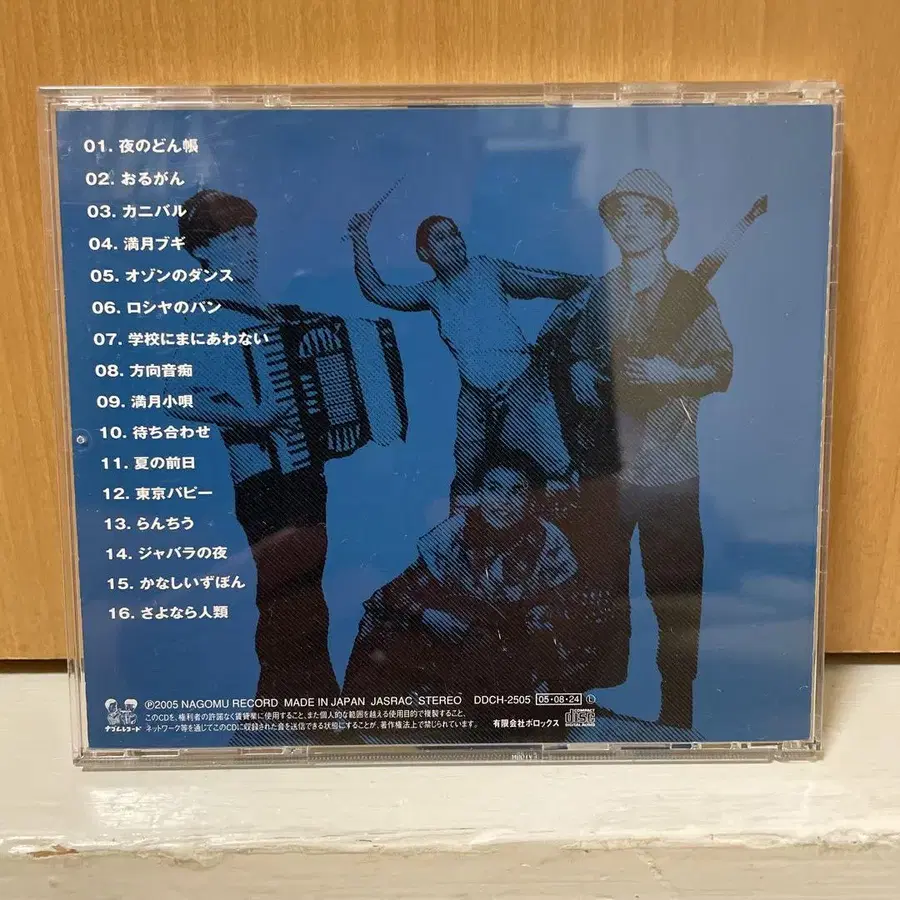 01. 夜のどん帳
02. おるがん
03. カニバル
04. 満月ブギ
05. オゾンのダンス
06. ロシヤのパン
07. 学校にまにあわない
08. 方向音痴
09. 満月小唄
10. 待ち合わせ
11. 夏の前日
12. 東京パピー
13. らんちう
14. ジャバラの夜
15. かなしいずぼん
16. さよなら人類
℗2005 NAGOMU RECORD MADE IN JAPAN JASRAC STEREO DDCH-2505 05·08·24 Ⓛ
このCDを、権利者の許諾なく賃貸業に使用すること、また個人的な範囲を越える使用目的で複製すること、
ネットワーク等を通じてこのCDに収録された音を送信できる状態にすることが、著作権法上で禁じられています。
有限会社ボロックス
disc
ナゴムレコード